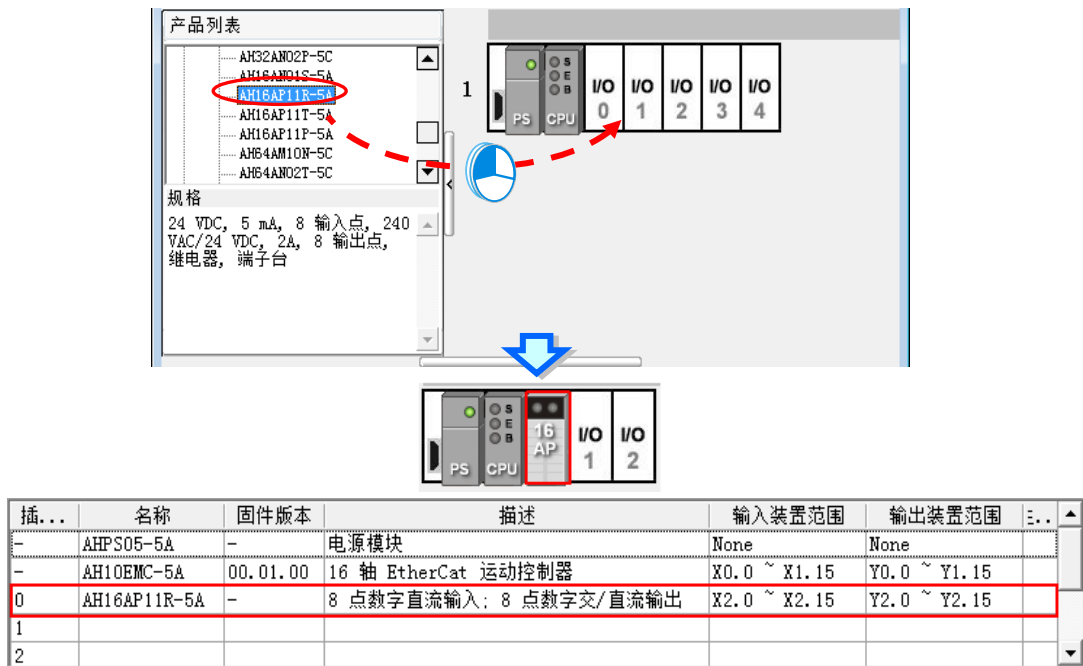 产品列表
AH32AN02P-5C
AH16AN01S-5A
AH16AP11R-5A
AH16AP11T-5A
AH16AP11P-5A
AH64AM10N-5C
AH64AN02T-5C
规格
24 VDC, 5 mA, 8 输入点, 240
VAC/24 VDC, 2A, 8 输出点,
继电器, 端子台
1
PS CPU S E B I/O 0 I/O 1 I/O 2 I/O 3 I/O 4
PS CPU S E B 16 AP I/O 1 I/O 2
插... 名称 固件版本 描述 输入装置范围 输出装置范围
- AHPS05-5A - 电源模块 None None
- AH10EMC-5A 00.01.00 16 轴 EtherCat 运动控制器 X0.0 ~ X1.15 Y0.0 ~ Y1.15
0 AH16AP11R-5A - 8 点数字直流输入; 8 点数字交/直流输出 X2.0 ~ X2.15 Y2.0 ~ Y2.15
1
2